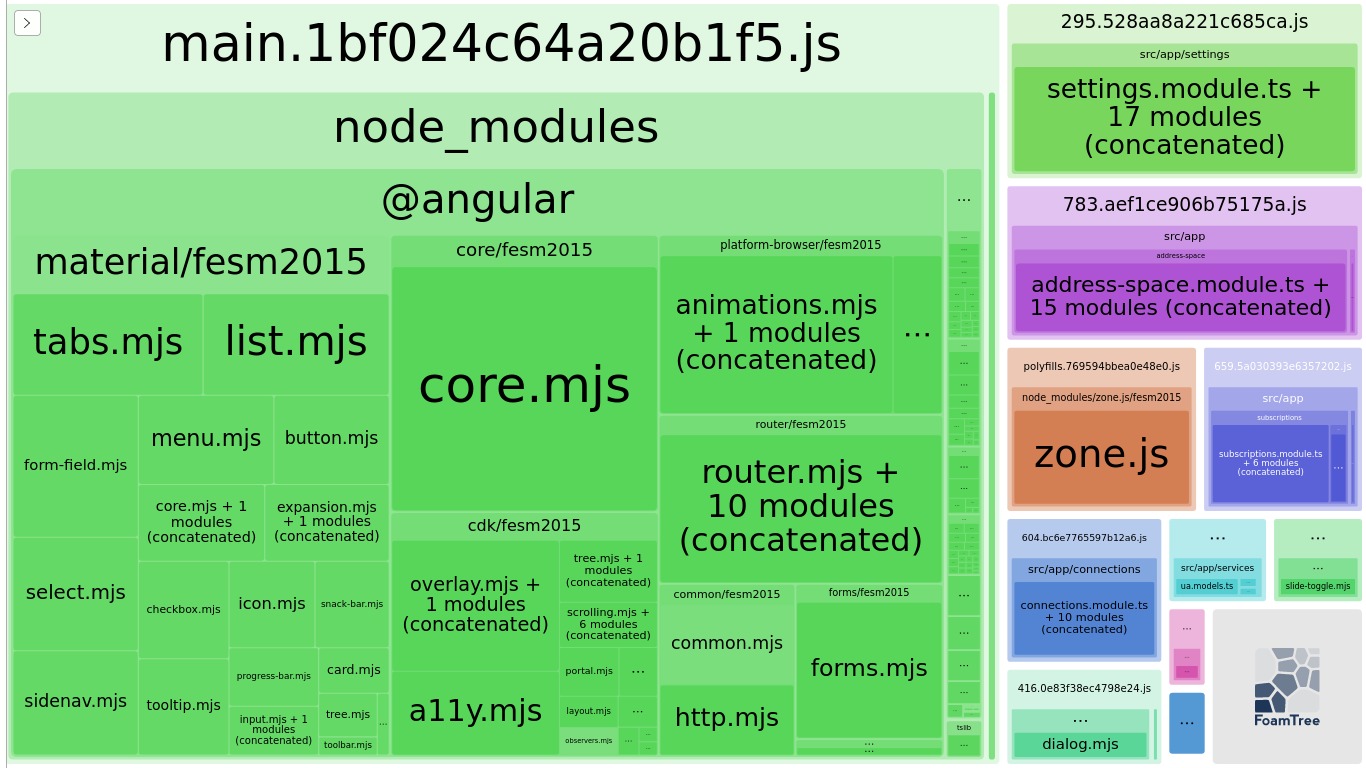 main.1bf024c64a20b1f5.js
node_modules
@angular
...
material/fesm2015
tabs.mjs
list.mjs
form-field.mjs
menu.mjs
button.mjs
core.mjs + 1
modules
(concatenated)
expansion.mjs
+ 1 modules
(concatenated)
select.mjs
checkbox.mjs
icon.mjs
snack-bar.mjs
sidenav.mjs
tooltip.mjs
progress-bar.mjs
card.mjs
input.mjs + 1
modules
(concatenated)
tree.mjs
...
toolbar.mjs
core/fesm2015
core.mjs
cdk/fesm2015
overlay.mjs +
1 modules
(concatenated)
tree.mjs + 1
modules
(concatenated)
scrolling.mjs +
6 modules
(concatenated)
a11y.mjs
portal.mjs
...
layout.mjs
...
observers.mjs
...
platform-browser/fesm2015
animations.mjs
+ 1 modules
(concatenated)
...
router/fesm2015
router.mjs +
10 modules
(concatenated)
common/fesm2015
common.mjs
http.mjs
forms/fesm2015
forms.mjs
...
...
tslib
...
295.528aa8a221c685ca.js
src/app/settings
settings.module.ts +
17 modules
(concatenated)
783.aef1ce906b75175a.js
src/app
address-space
address-space.module.ts +
15 modules (concatenated)
polyfills.769594bbea0e48e0.js
node_modules/zone.js/fesm2015
zone.js
659.5a030393e6357202.js
src/app
subscriptions
subscriptions.module.ts
+ 6 modules
(concatenated)
...
604.bc6e7765597b12a6.js
src/app/connections
connections.module.ts
+ 10 modules
(concatenated)
...
src/app/services
ua.models.ts
...
...
slide-toggle.mjs
416.0e83f38ec4798e24.js
...
dialog.mjs
...
...
FoamTree